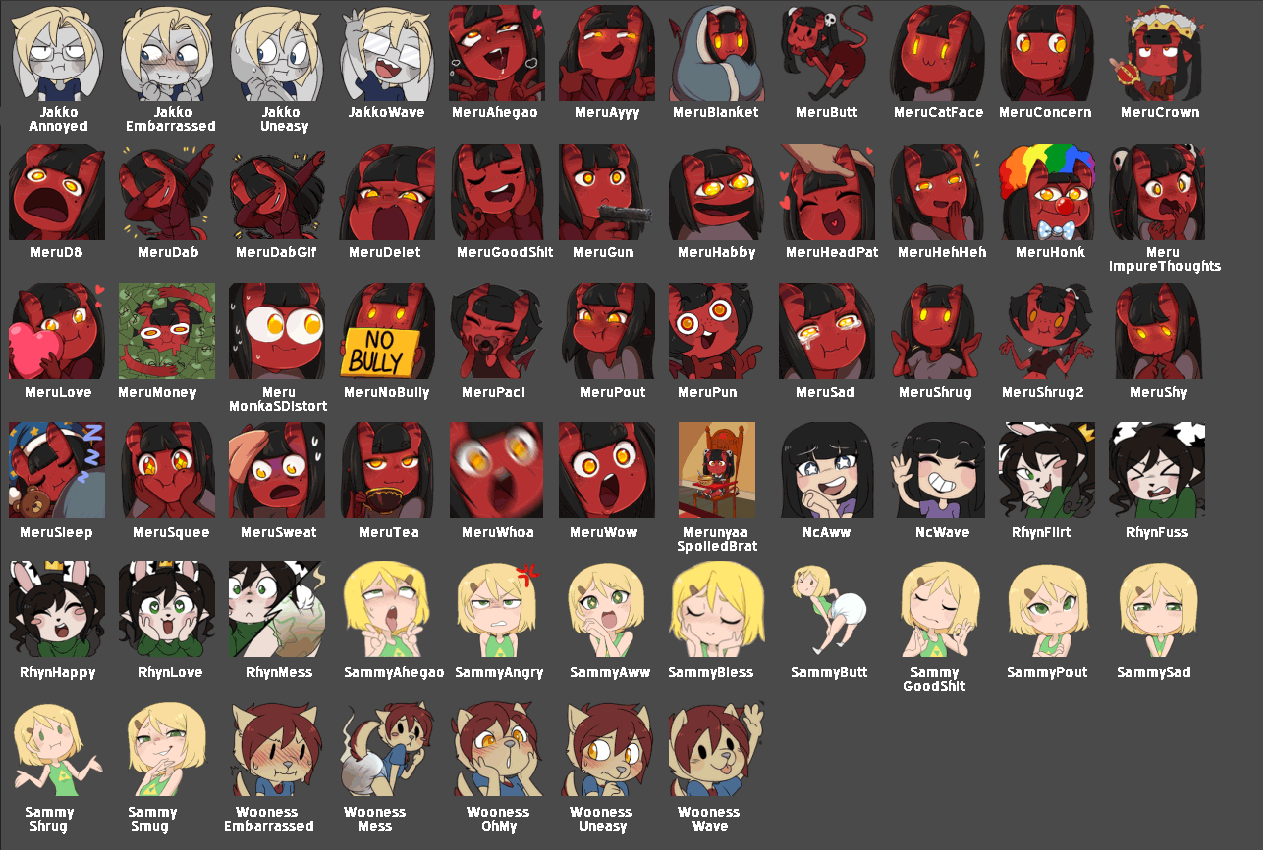 Jakko
Annoyed
Jakko
Embarrassed
Jakko
Uneasy
JakkoWave
MeruAhegao
MeruAyyy
MeruBlanket
MeruButt
MeruCatFace
MeruConcern
MeruCrown
MeruD8
MeruDab
MeruDabGif
MeruDelet
MeruGoodShit
MeruGun
MeruHabby
MeruHeadPat
MeruHehHeh
MeruHonk
Meru
ImpureThoughts
NO
BULLY
MeruLove
MeruMoney
Meru
MonkaSDistort
MeruNoBully
MeruPaci
MeruPout
MeruPun
MeruSad
MeruShrug
MeruShrug2
MeruShy
Z
Z
Z
MeruSleep
MeruSquee
MeruSweat
MeruTea
MeruWhoa
MeruWow
Merunyaa
SpoiledBrat
NcAww
NcWave
RhynFlirt
RhynFuss
RhynHappy
RhynLove
RhynMess
SammyAhegao
SammyAngry
SammyAww
SammyBless
SammyButt
Sammy
GoodShit
SammyPout
SammySad
Sammy
Shrug
Sammy
Smug
Wooness
Embarrassed
Wooness
Mess
Wooness
OhMy
Wooness
Uneasy
Wooness
Wave